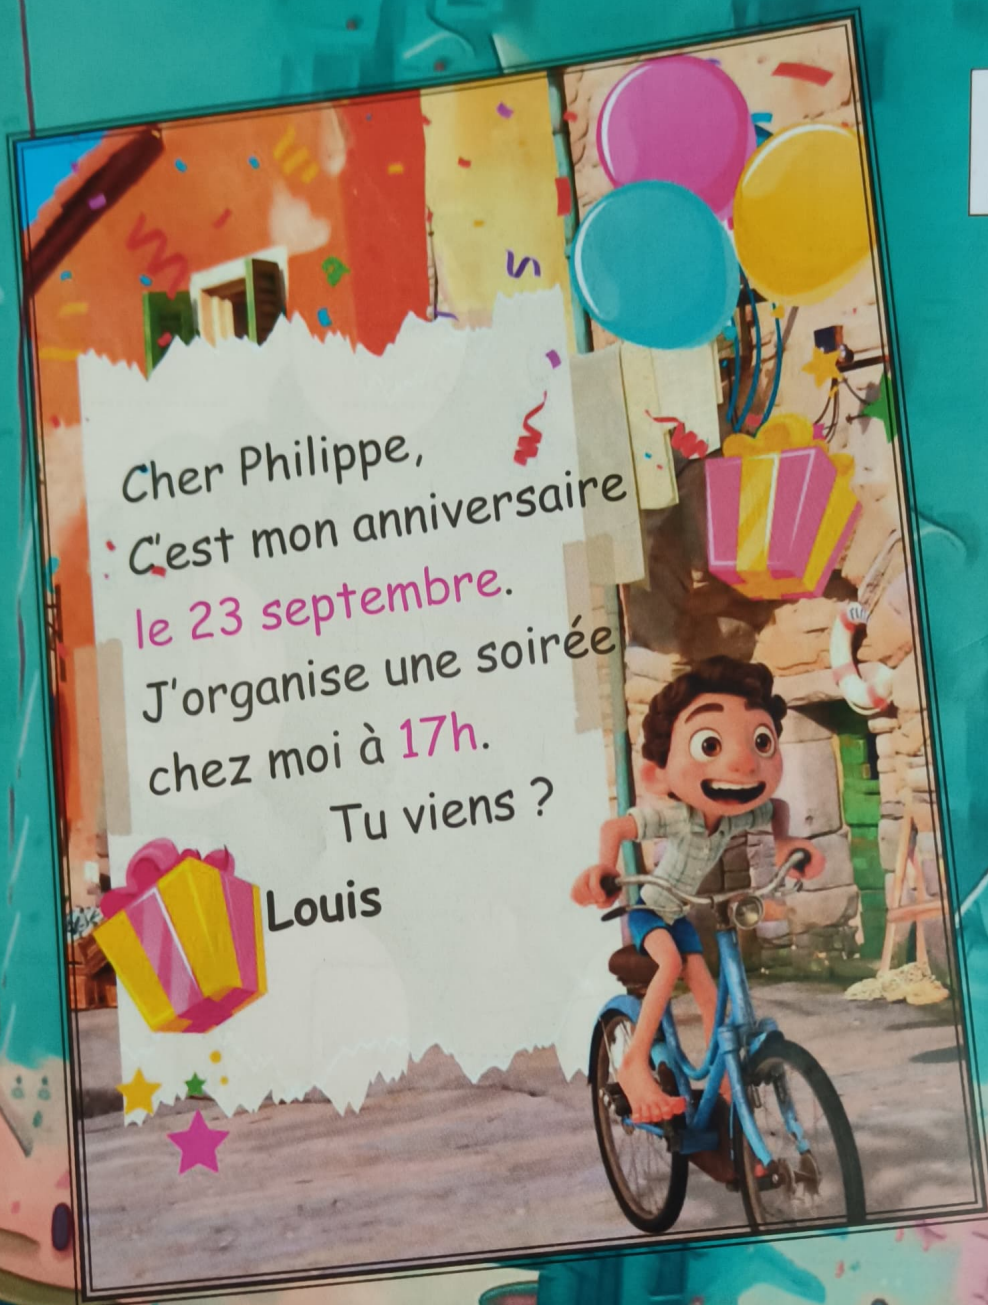 Cher Philippe,
C'est mon anniversaire
le 23 septembre.
J'organise une soirée
chez moi à 17h.
Tu viens ?
Louis